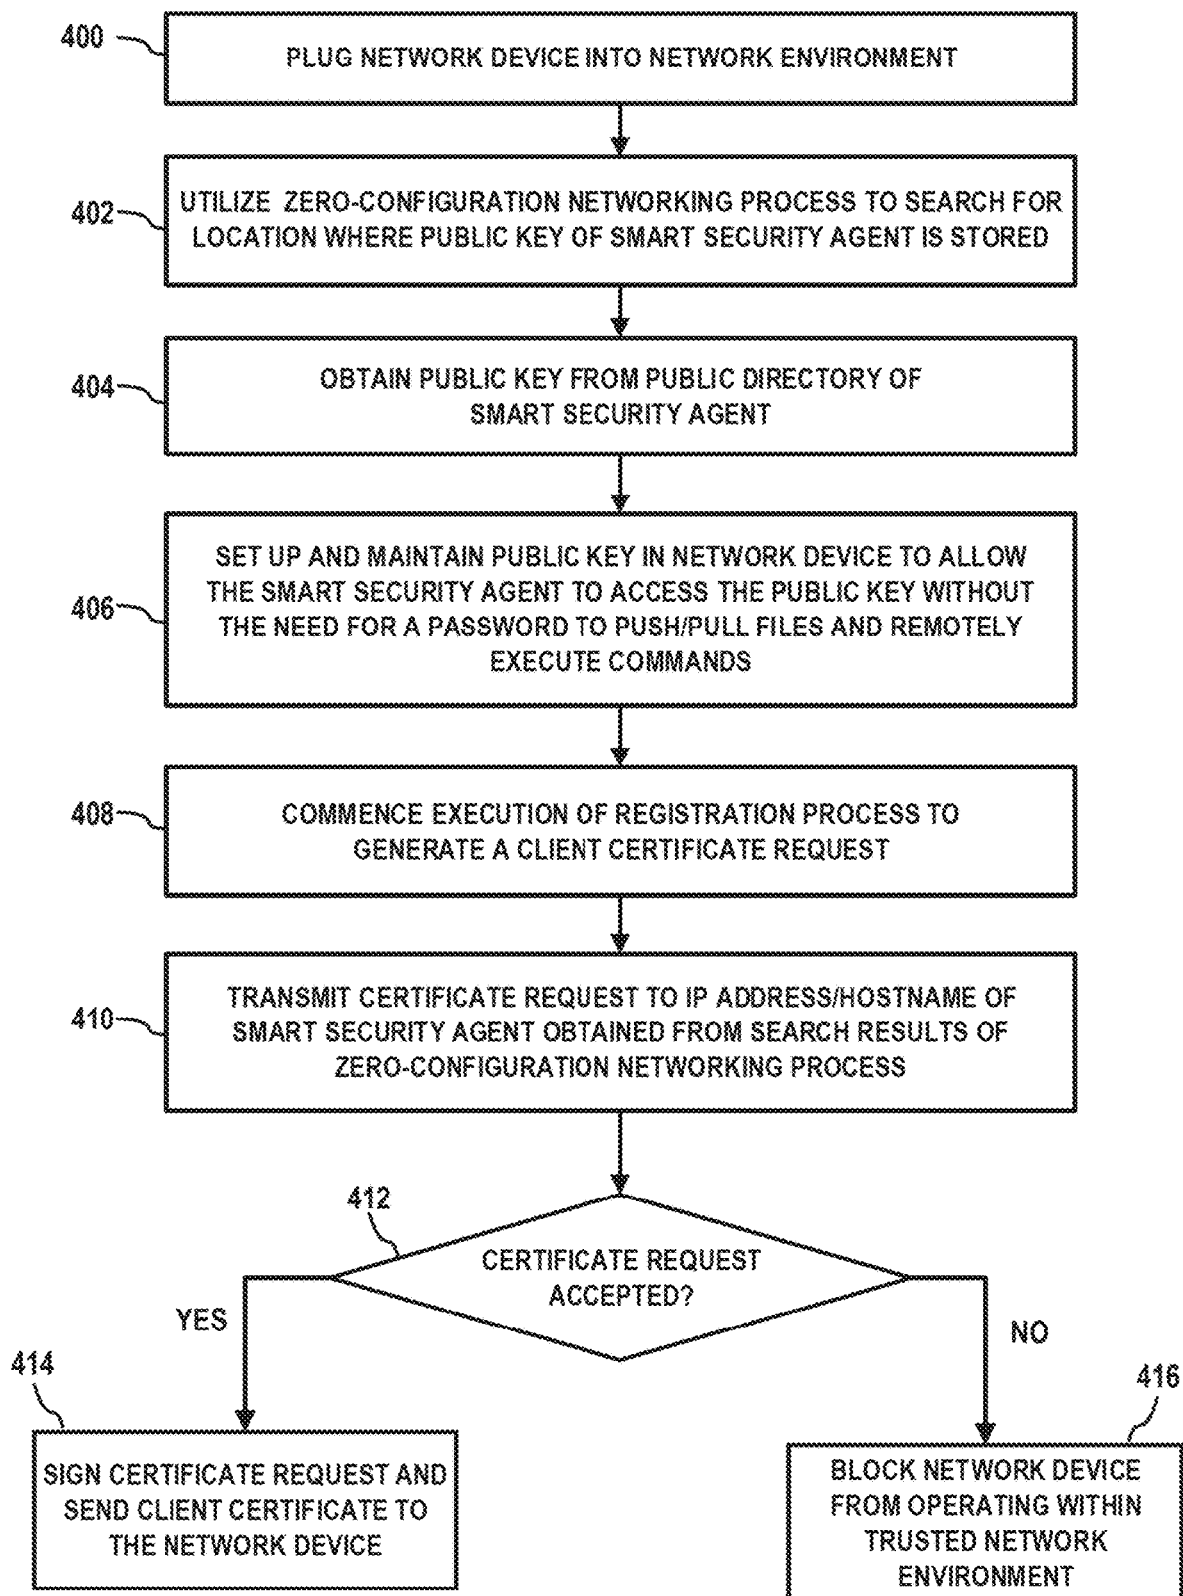 400
PLUG NETWORK DEVICE INTO NETWORK ENVIRONMENT
402
UTILIZE ZERO-CONFIGURATION NETWORKING PROCESS TO SEARCH FOR
LOCATION WHERE PUBLIC KEY OF SMART SECURITY AGENT IS STORED
404
OBTAIN PUBLIC KEY FROM PUBLIC DIRECTORY OF
SMART SECURITY AGENT
406
SET UP AND MAINTAIN PUBLIC KEY IN NETWORK DEVICE TO ALLOW
THE SMART SECURITY AGENT TO ACCESS THE PUBLIC KEY WITHOUT
THE NEED FOR A PASSWORD TO PUSH/PULL FILES AND REMOTELY
EXECUTE COMMANDS
408
COMMENCE EXECUTION OF REGISTRATION PROCESS TO
GENERATE A CLIENT CERTIFICATE REQUEST
410
TRANSMIT CERTIFICATE REQUEST TO IP ADDRESS/HOSTNAME OF
SMART SECURITY AGENT OBTAINED FROM SEARCH RESULTS OF
ZERO-CONFIGURATION NETWORKING PROCESS
412
CERTIFICATE REQUEST
ACCEPTED?
YES
NO
414
SIGN CERTIFICATE REQUEST AND
SEND CLIENT CERTIFICATE TO
THE NETWORK DEVICE
416
BLOCK NETWORK DEVICE
FROM OPERATING WITHIN
TRUSTED NETWORK
ENVIRONMENT